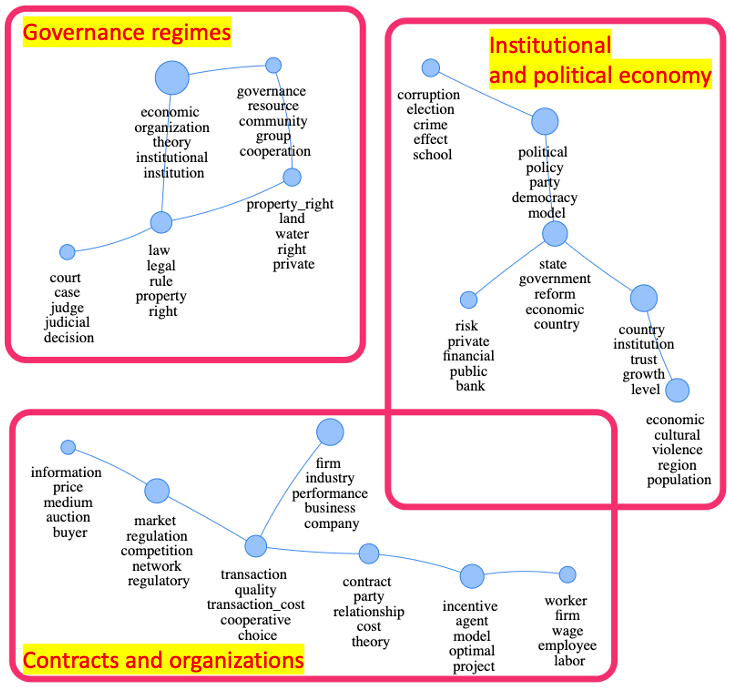 Governance regimes
economic
organization
theory
institutional
institution
governance
resource
community
group
cooperation
property_right
land
water
right
private
law
legal
rule
property
right
court
case
judge
judicial
decision
Institutional
and political economy
corruption
election
crime
effect
school
political
policy
party
democracy
model
state
government
reform
economic
country
risk
private
financial
public
bank
country
institution
trust
growth
level
economic
cultural
violence
region
population
information
price
medium
auction
buyer
market
regulation
competition
network
regulatory
firm
industry
performance
business
company
transaction
quality
transaction_cost
cooperative
choice
contract
party
relationship
cost
theory
incentive
agent
model
optimal
project
worker
firm
wage
employee
labor
Contracts and organizations